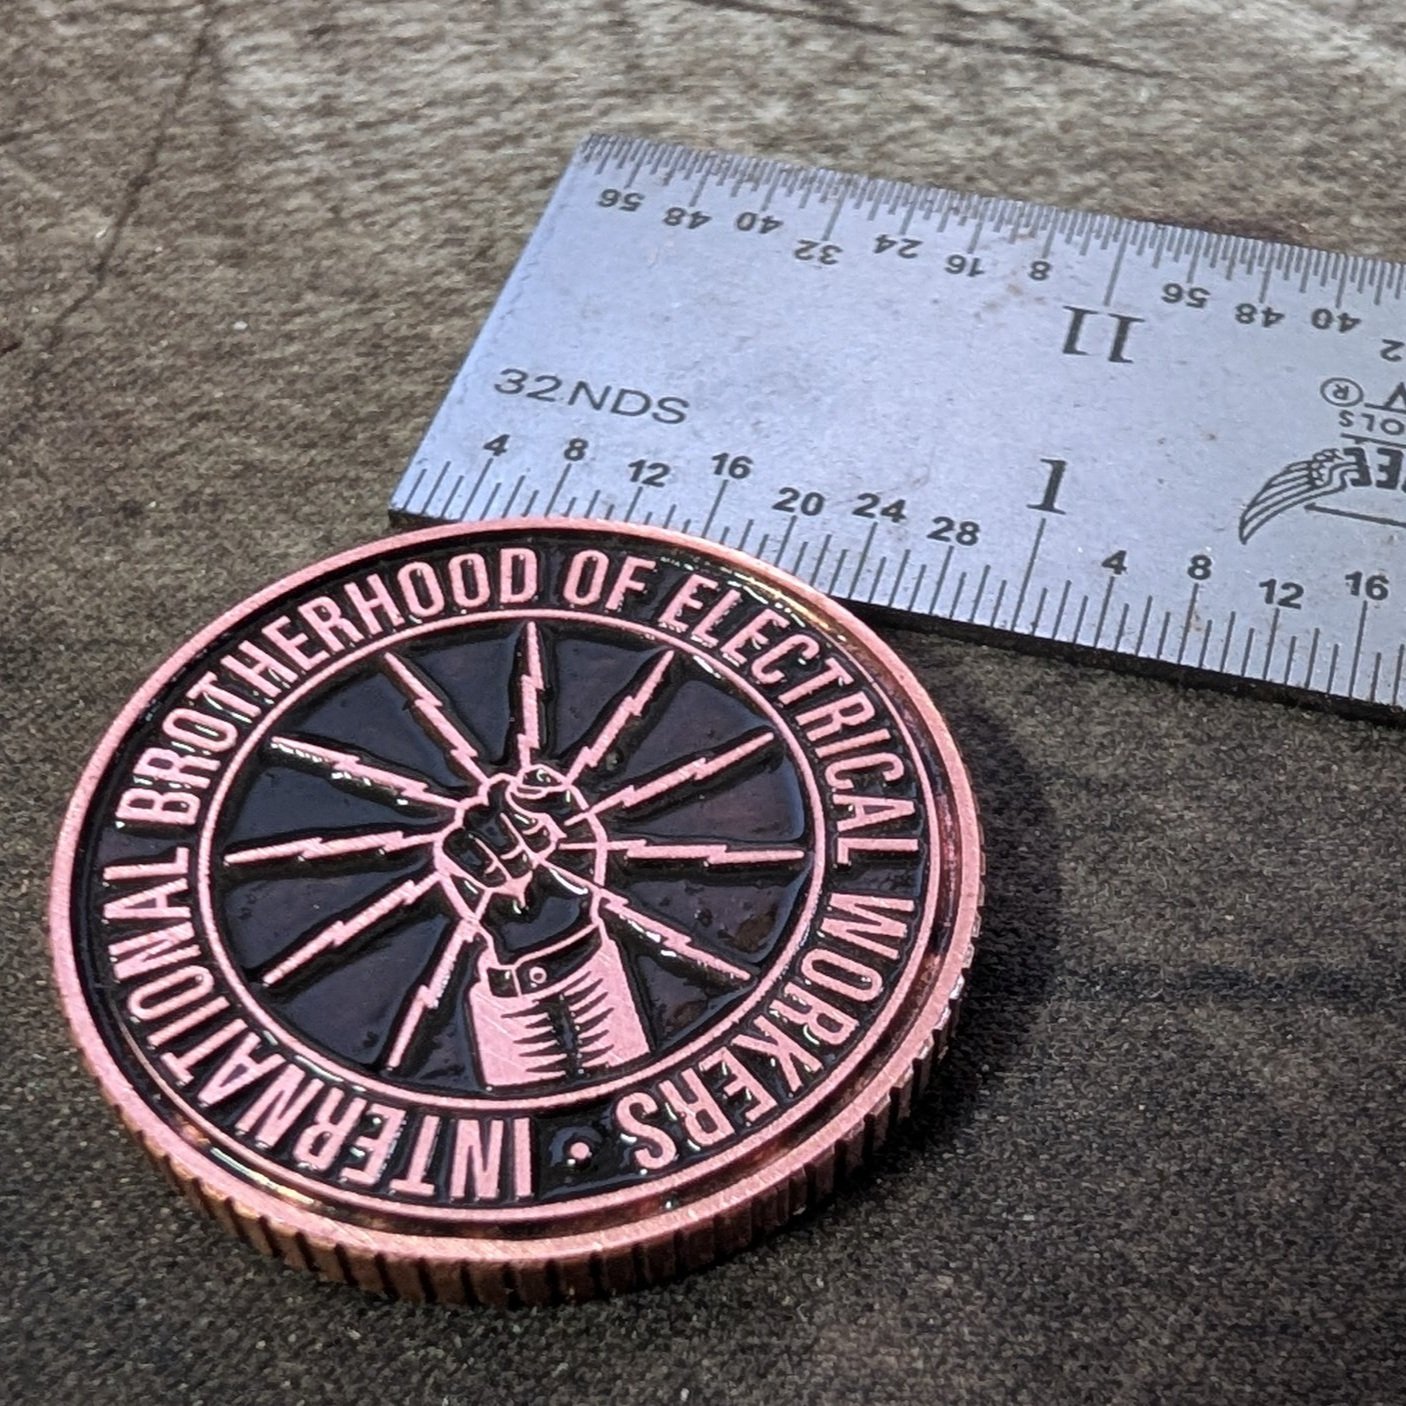 56 48 40 32 24 16 8 56 48 40
11
32NDS
4 8 12 16 20 24 28 1 4 8 12 16
®
INTERNATIONAL BROTHERHOOD OF ELECTRICAL WORKERS •